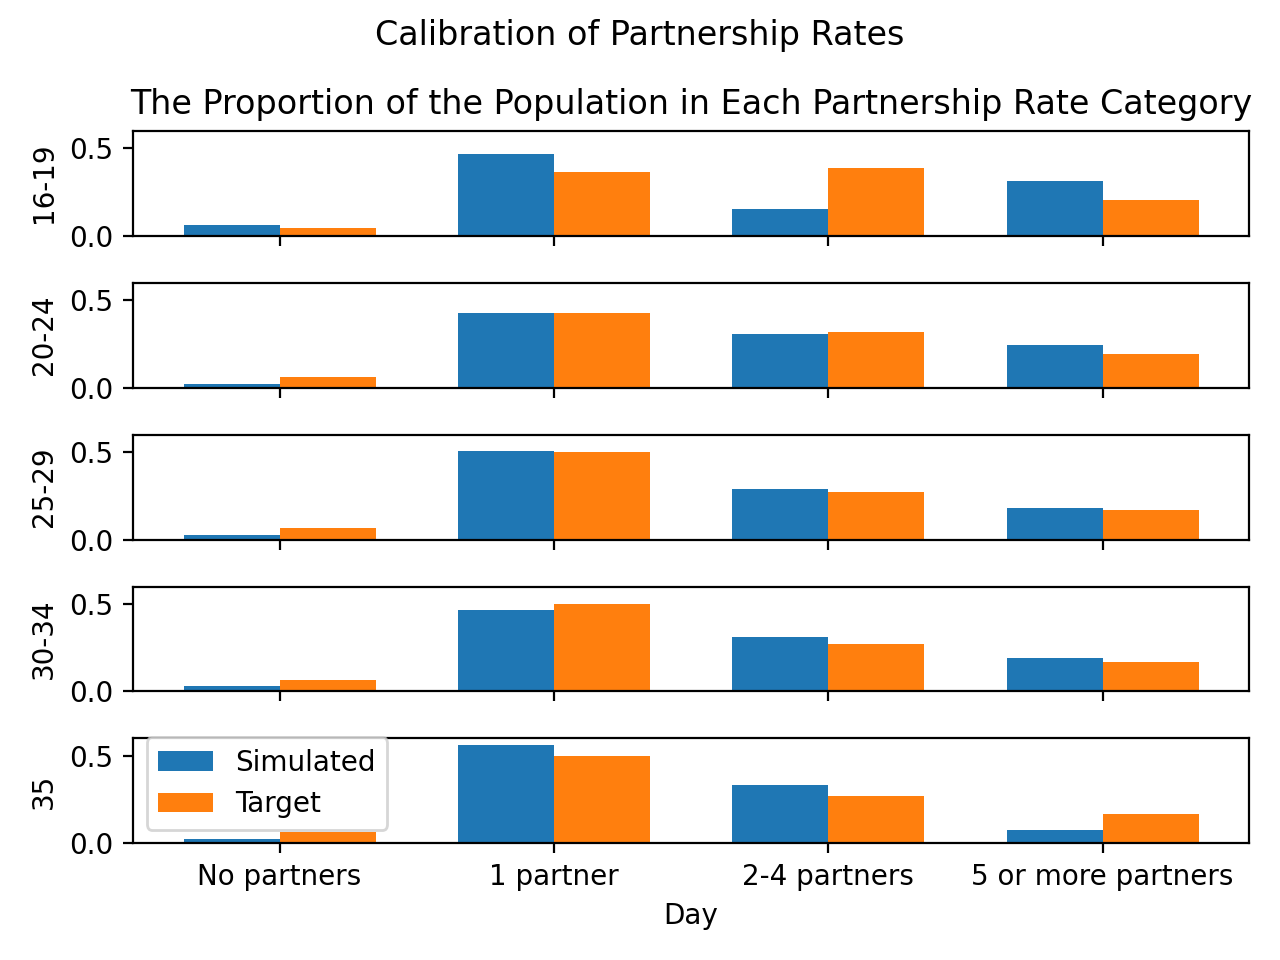 Calibration of Partnership Rates
The Proportion of the Population in Each Partnership Rate Category
16-19
0.5
0.0
20-24
0.5
0.0
25-29
0.5
0.0
30-34
0.5
0.0
35
0.5
0.0
Simulated
Target
No partners 1 partner 2-4 partners 5 or more partners
Day